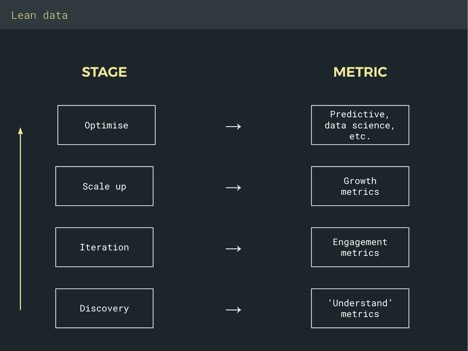 Lean data
STAGE
METRIC
Optimise
→
Predictive,
data science,
etc.
Scale up
→
Growth
metrics
Iteration
→
Engagement
metrics
Discovery
→
‘Understand’
metrics